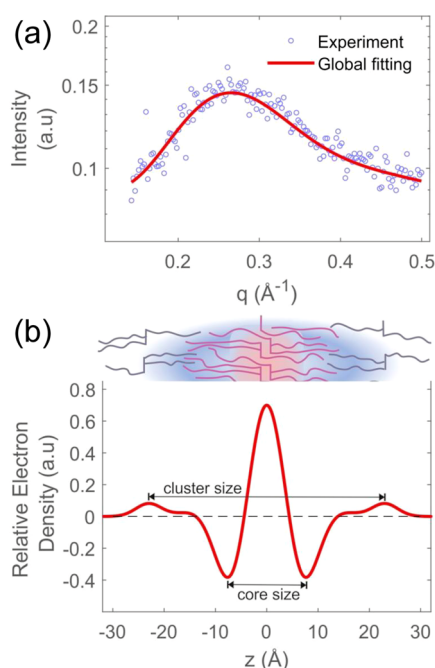 (a)
0.2
0.15
0.1
Intensity
(a.u)
Experiment
Global fitting
0.2 0.3 0.4 0.5
q (Å⁻¹)
(b)
0.8
0.6
0.4
0.2
0
-0.2
-0.4
Relative Electron
Density (a.u)
cluster size
core size
-30 -20 -10 0 10 20 30
z (Å)